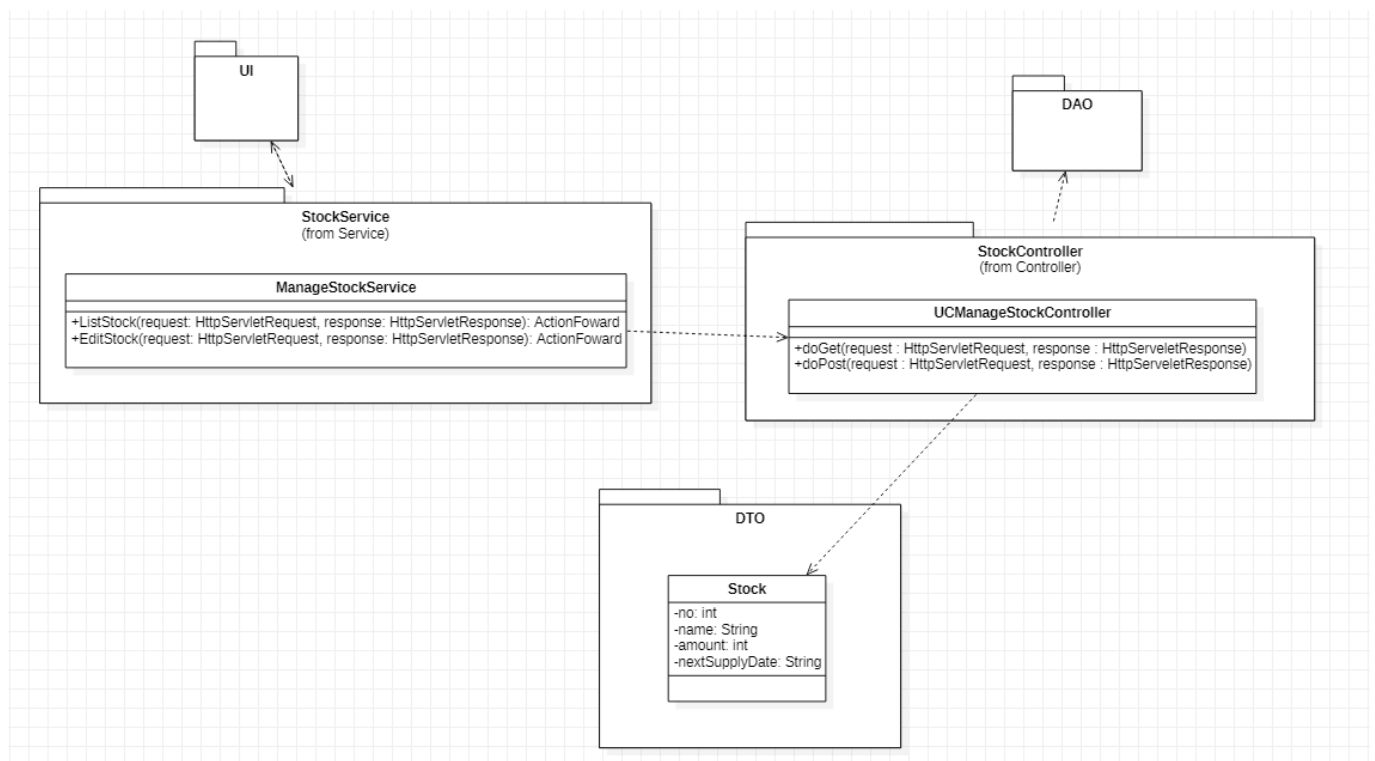 UI
DAO
StockService
(from Service)
ManageStockService
+ListStock(request: HttpServletRequest, response: HttpServletResponse): ActionFoward
+EditStock(request: HttpServletRequest, response: HttpServletResponse): ActionFoward
StockController
(from Controller)
UCManageStockController
+doGet(request : HttpServletRequest, response : HttpServeletResponse)
+doPost(request : HttpServletRequest, response : HttpServeletResponse)
DTO
Stock
-no: int
-name: String
-amount: int
-nextSupplyDate: String